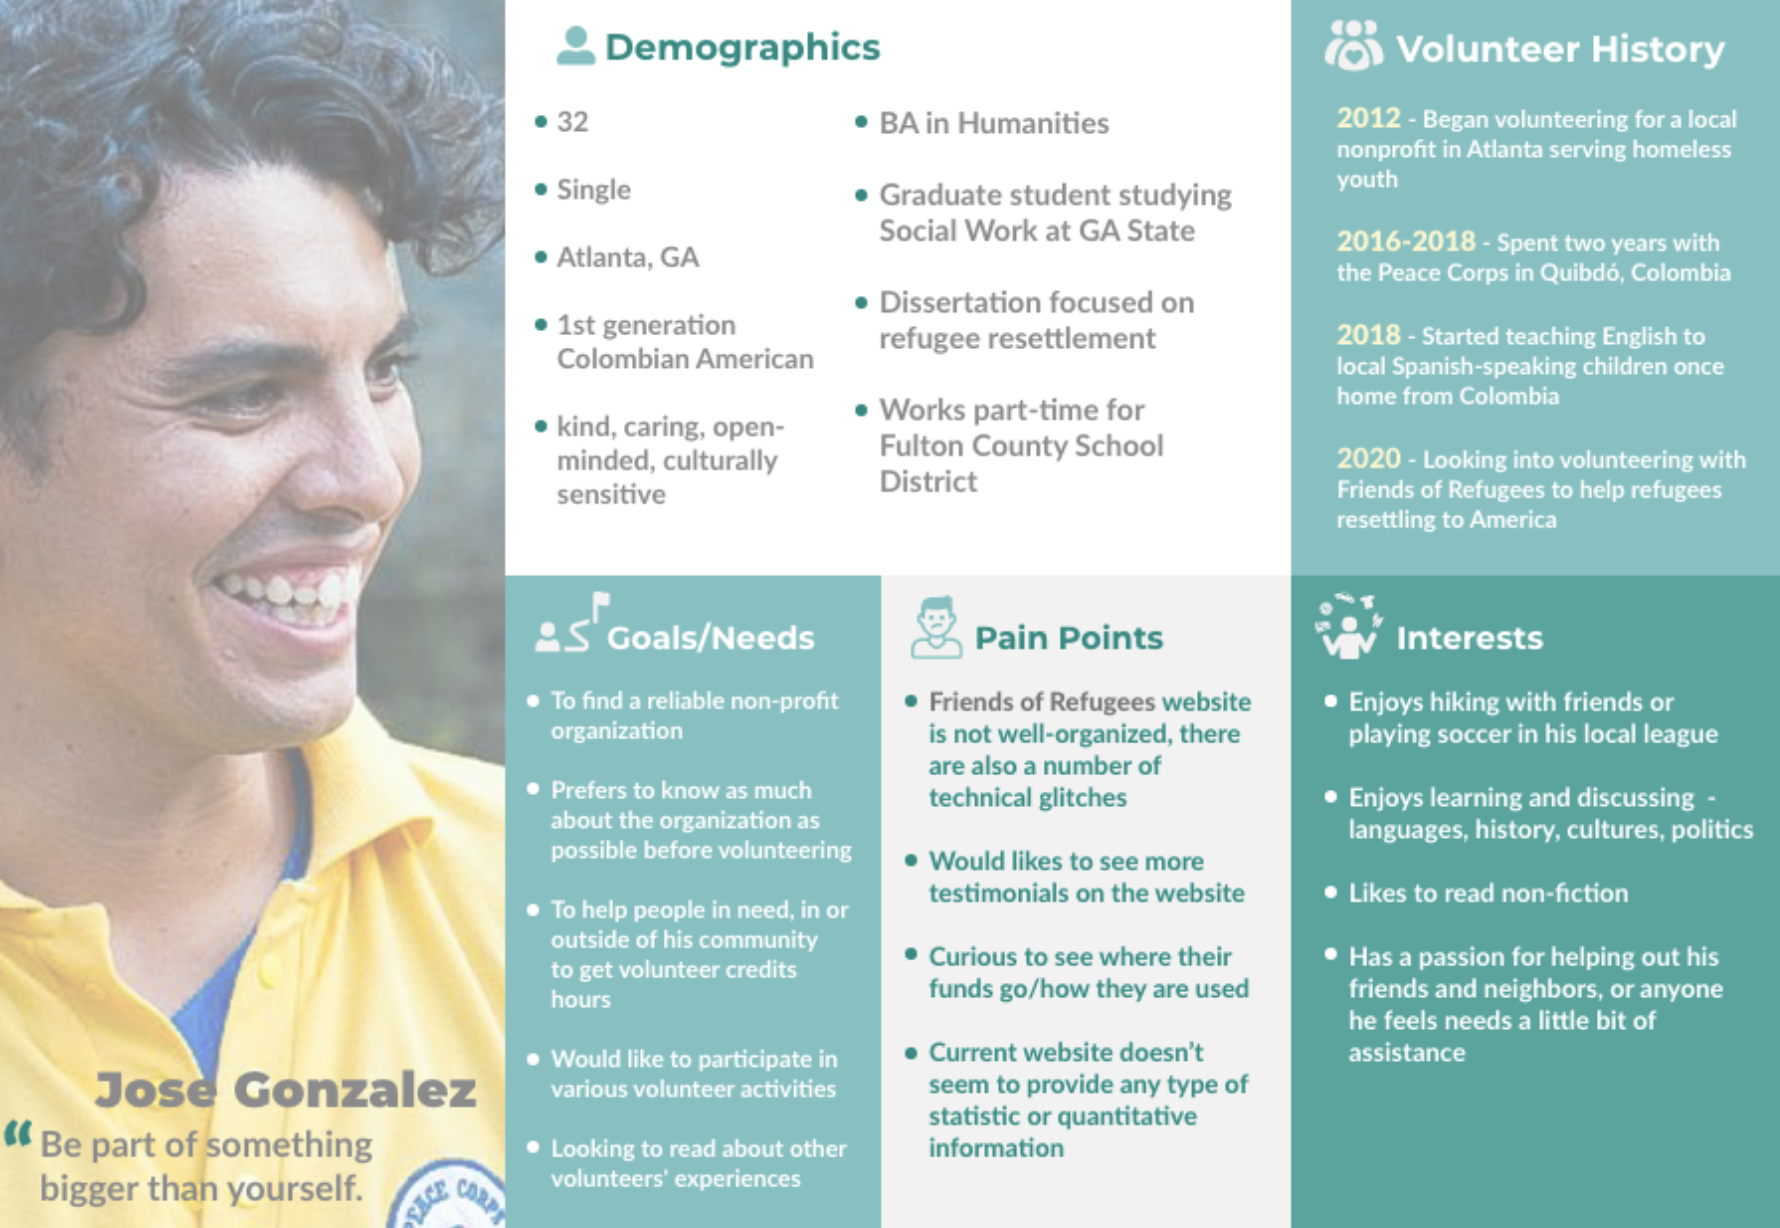 Demographics
32
Single
Atlanta, GA
1st generation
Colombian American
kind, caring, open-
minded, culturally
sensitive
BA in Humanities
Graduate student studying
Social Work at GA State
Dissertation focused on
refugee resettlement
Works part-time for
Fulton County School
District
Volunteer History
2012 - Began volunteering for a local
nonprofit in Atlanta serving homeless
youth
2016-2018 - Spent two years with
the Peace Corps in Quibdó, Colombia
2018 - Started teaching English to
local Spanish-speaking children once
home from Colombia
2020 - Looking into volunteering with
Friends of Refugees to help refugees
resettling to America
Goals/Needs
To find a reliable non-profit
organization
Prefers to know as much
about the organization as
possible before volunteering
To help people in need, in or
outside of his community
to get volunteer credits
hours
Would like to participate in
various volunteer activities
Looking to read about other
volunteers' experiences
Pain Points
Friends of Refugees website
is not well-organized, there
are also a number of
technical glitches
Would likes to see more
testimonials on the website
Curious to see where their
funds go/how they are used
Current website doesn't
seem to provide any type of
statistic or quantitative
information
Interests
Enjoys hiking with friends or
playing soccer in his local league
Enjoys learning and discussing -
languages, history, cultures, politics
Likes to read non-fiction
Has a passion for helping out his
friends and neighbors, or anyone
he feels needs a little bit of
assistance
Jose Gonzalez
“ Be part of something
bigger than yourself.
PEACE CORPS